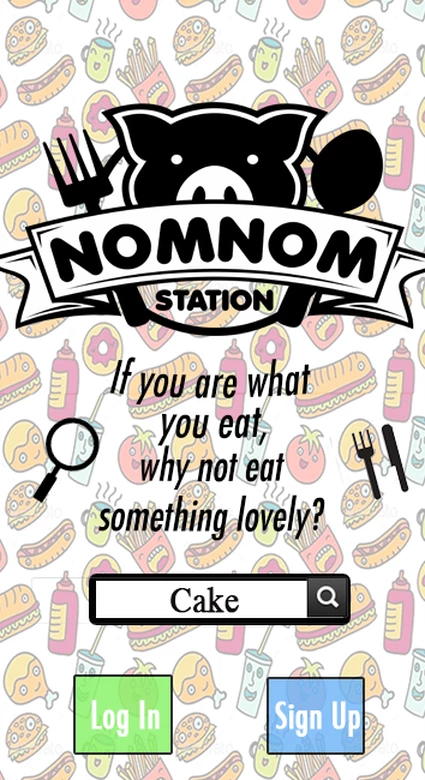 NOMNOM
STATION
If you are what
you eat,
why not eat
something lovely?
Cake
Log In
Sign Up